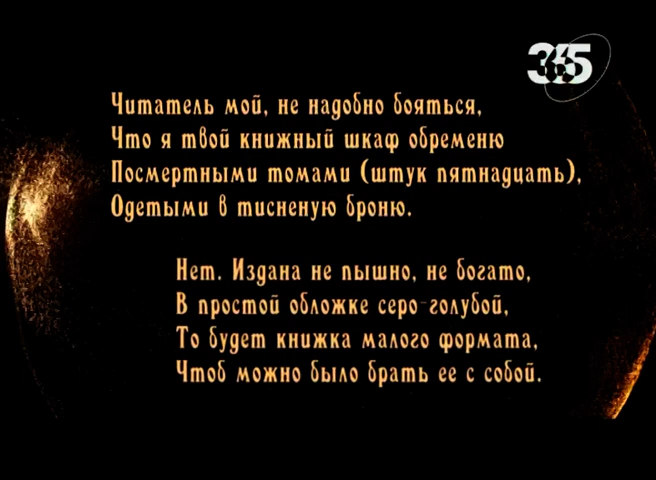 365
Читатель мой, не надобно бояться,
Что я твой книжный шкаф обременю
Посмертными томами (штук пятнадцать),
Одетыми в тисненую броню.
Нет. Издана не пышно, не богато,
В простой обложке серо-голубой,
То будет книжка малого формата,
Чтоб можно было брать ее с собой.